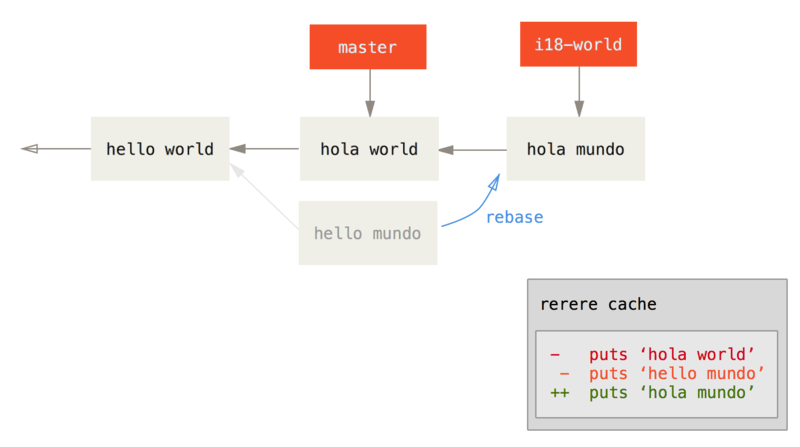 master
i18-world
hello world
hola world
hola mundo
hello mundo
rebase
rerere cache
-   puts ‘hola world’
 -  puts ‘hello mundo’
++  puts ‘hola mundo’